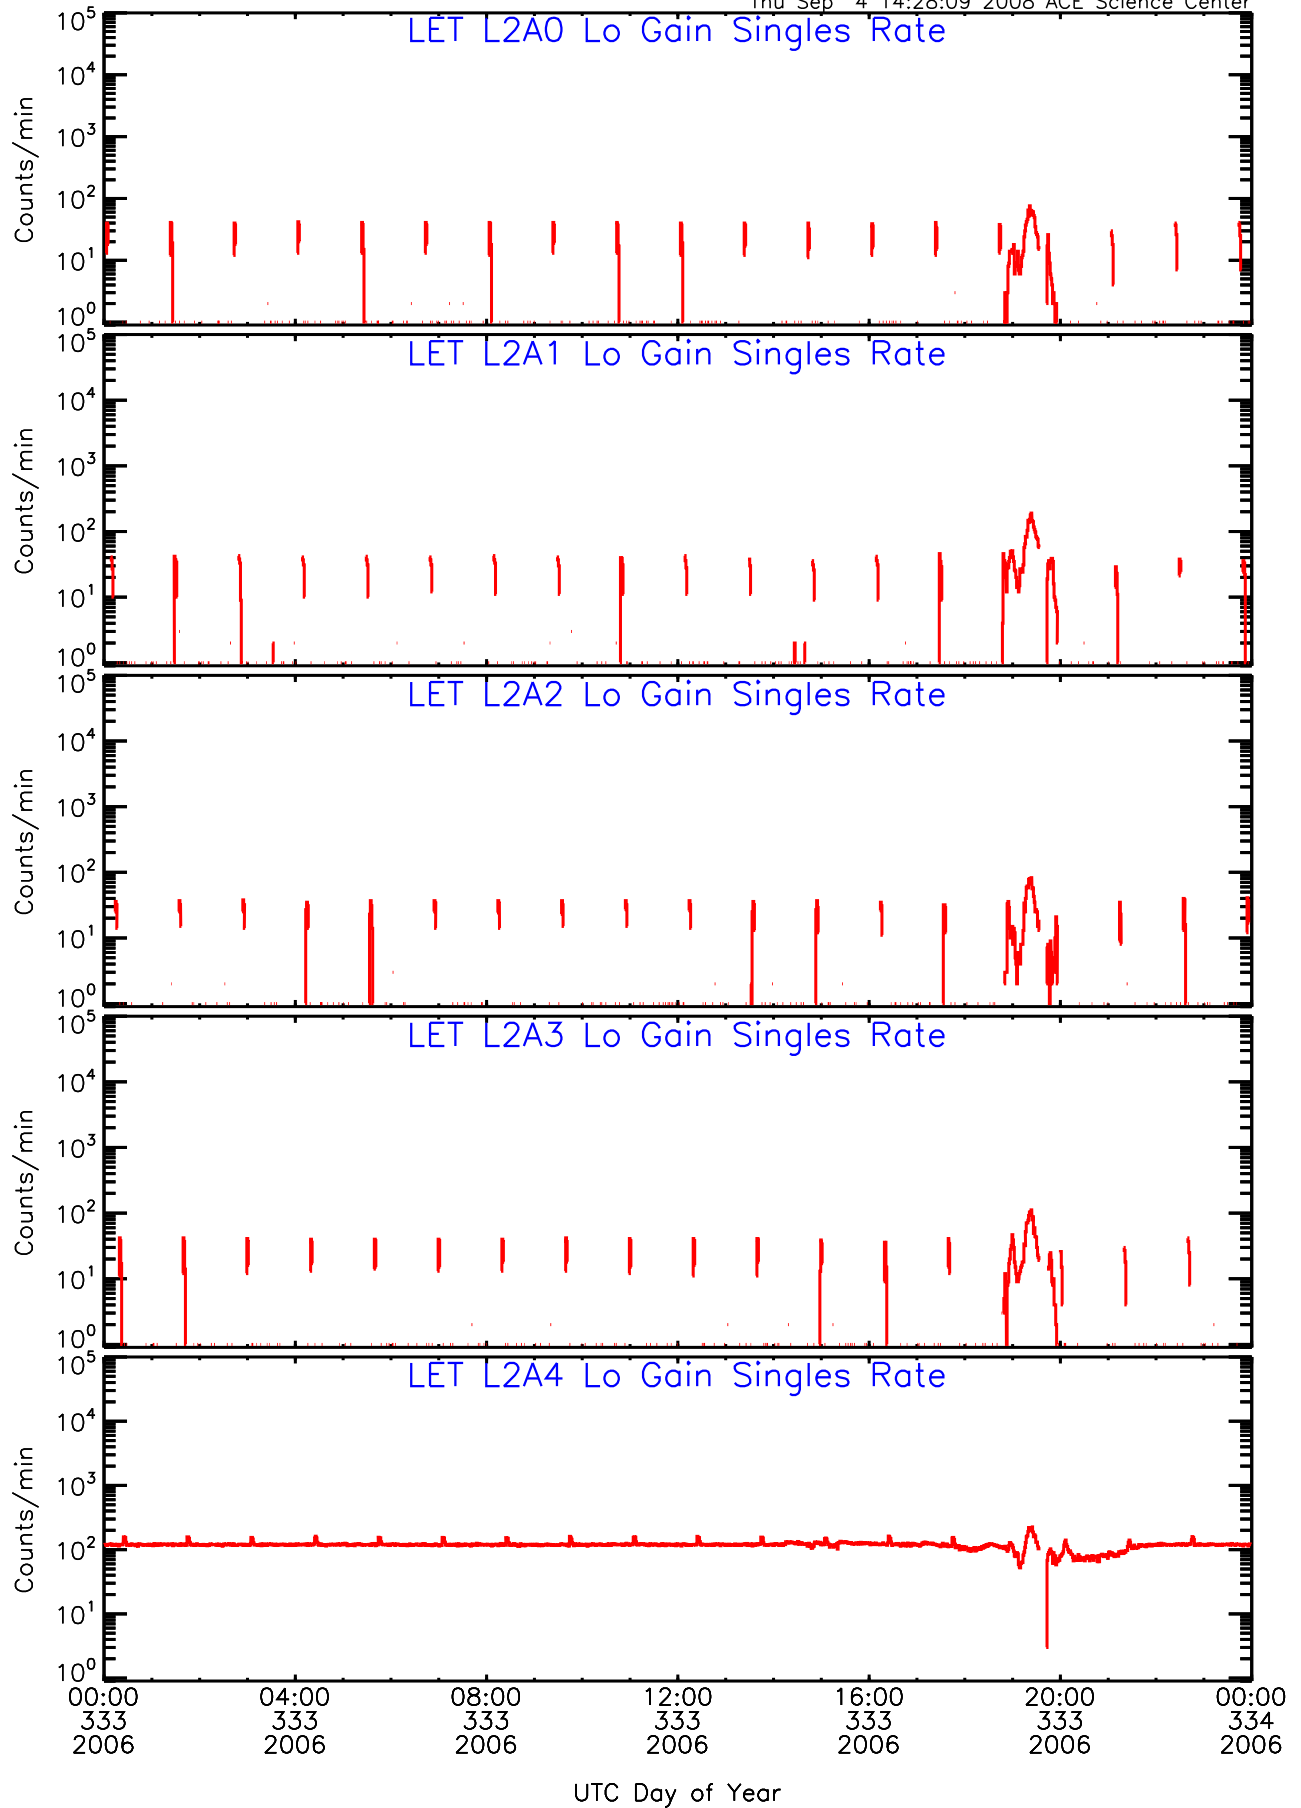 Thu Sep 4 14:28:09 2008 ACE Science Center
LET L2A0 Lo Gain Singles Rate
10^5
10^4
10^3
10^2
10^1
10^0
Counts/min
LET L2A1 Lo Gain Singles Rate
10^5
10^4
10^3
10^2
10^1
10^0
Counts/min
LET L2A2 Lo Gain Singles Rate
10^5
10^4
10^3
10^2
10^1
10^0
Counts/min
LET L2A3 Lo Gain Singles Rate
10^5
10^4
10^3
10^2
10^1
10^0
Counts/min
LET L2A4 Lo Gain Singles Rate
10^5
10^4
10^3
10^2
10^1
10^0
Counts/min
00:00 04:00 08:00 12:00 16:00 20:00 00:00
333 333 333 333 333 333 334
2006 2006 2006 2006 2006 2006 2006
UTC Day of Year